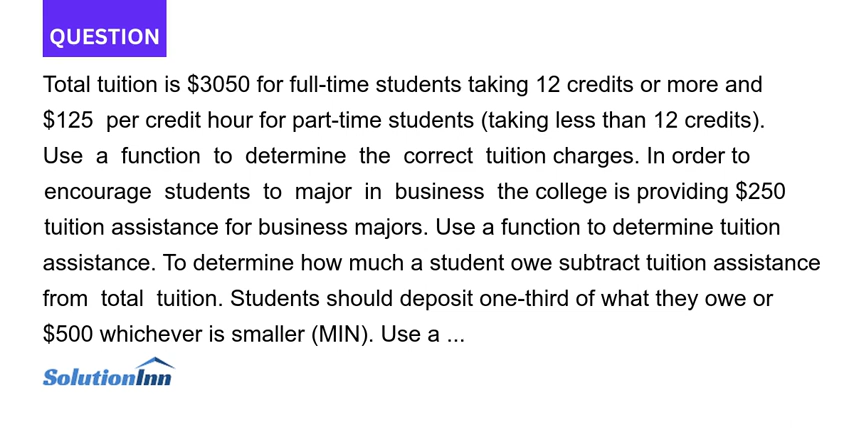 QUESTION
Total tuition is $3050 for full-time students taking 12 credits or more and
$125 per credit hour for part-time students (taking less than 12 credits).
Use a function to determine the correct tuition charges. In order to
encourage students to major in business the college is providing $250
tuition assistance for business majors. Use a function to determine tuition
assistance. To determine how much a student owe subtract tuition assistance
from total tuition. Students should deposit one-third of what they owe or
$500 whichever is smaller (MIN). Use a ...
SolutionInn